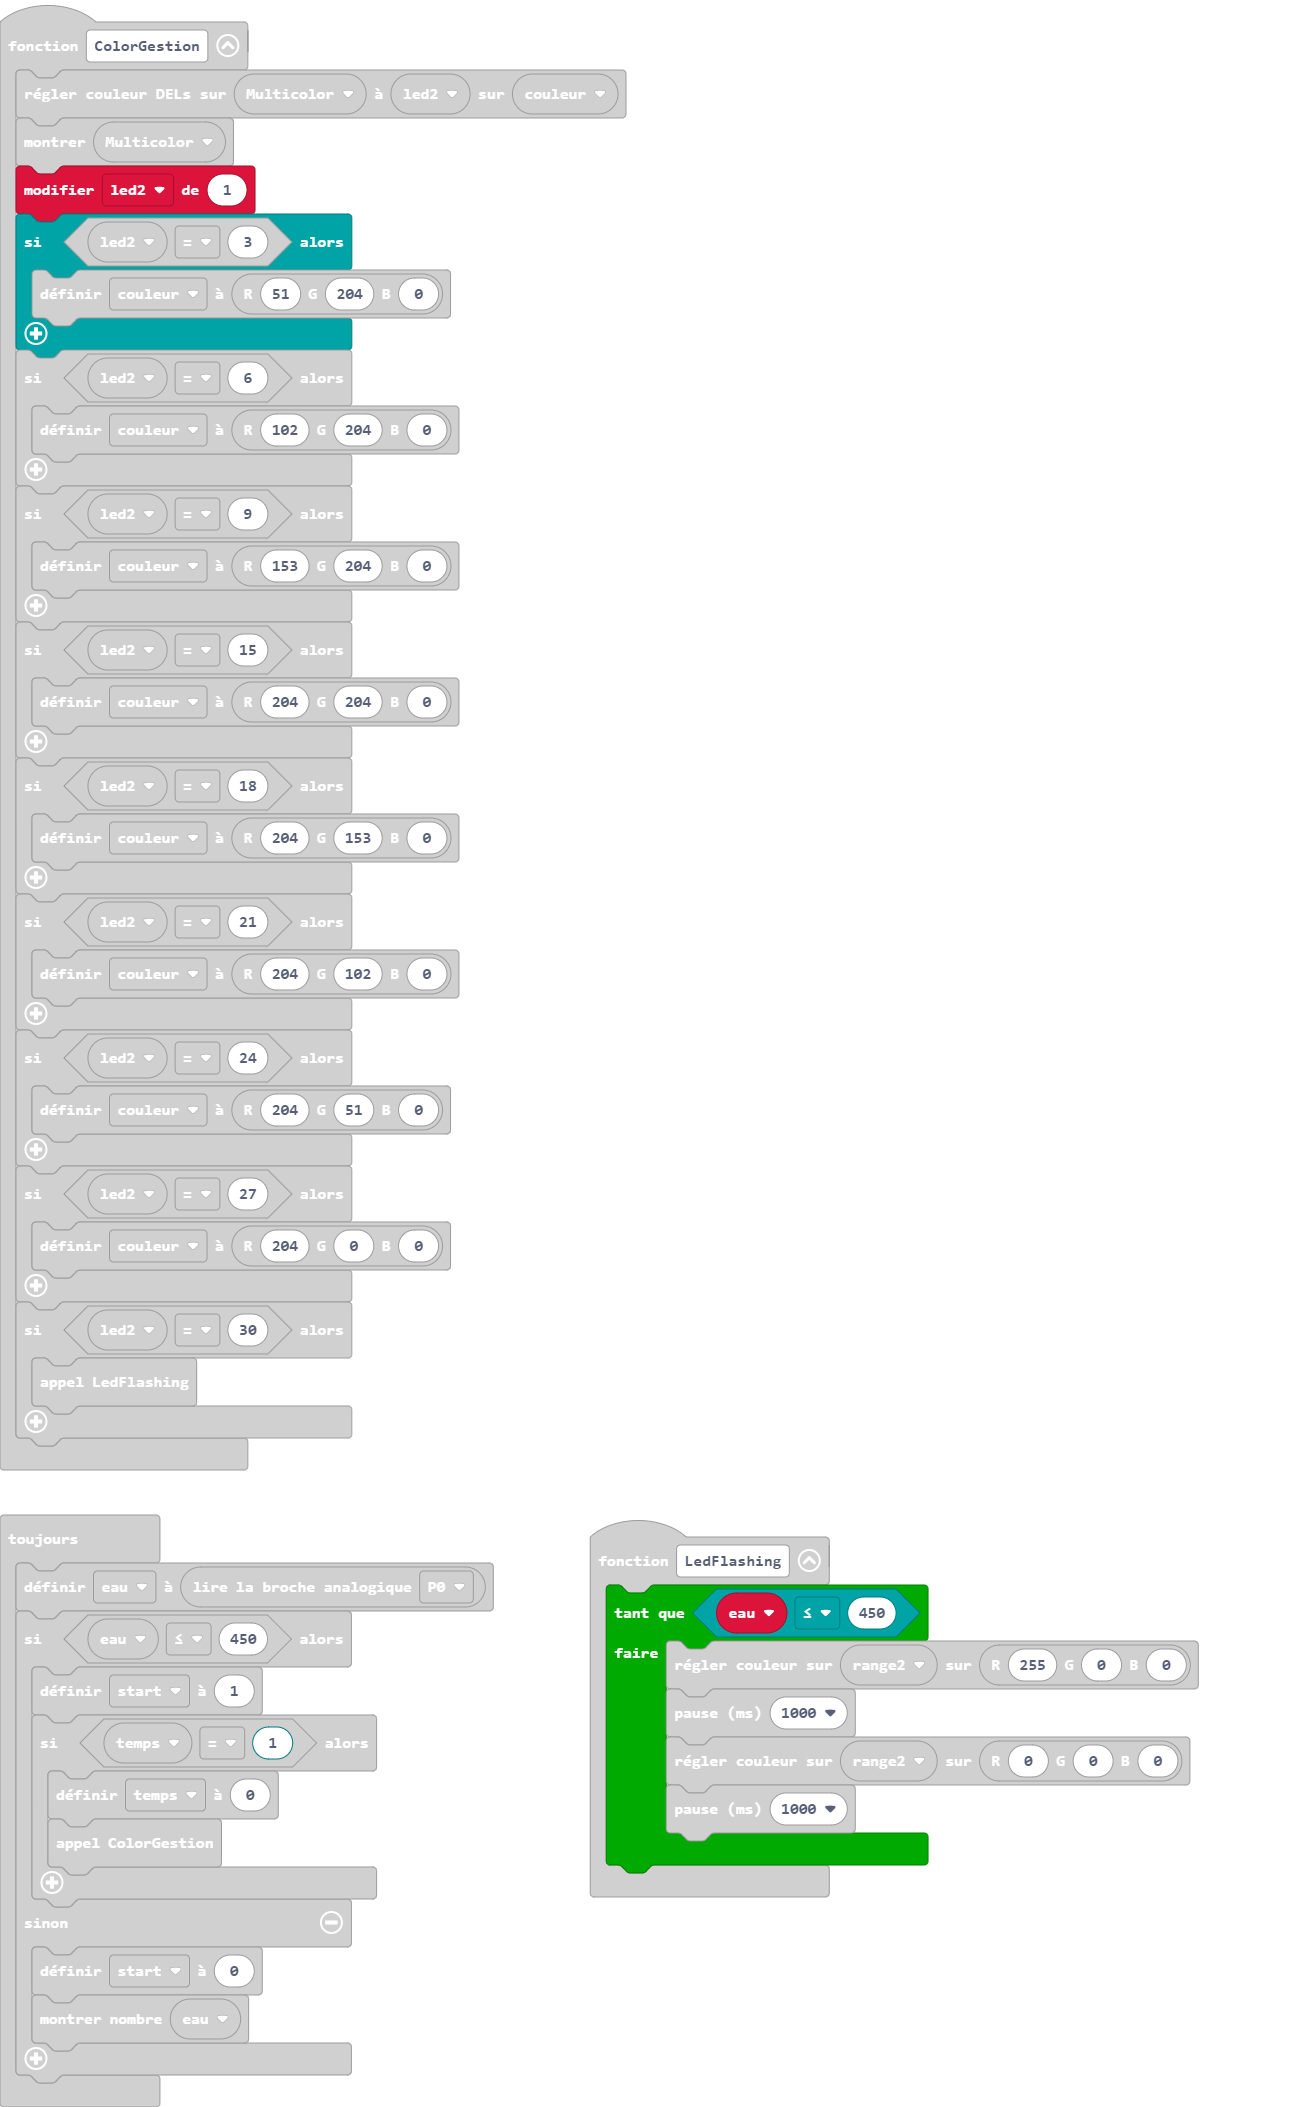 fonction ColorGestion
régler couleur DELs sur Multicolor à led2 sur couleur
montrer Multicolor
modifier led2 de 1
si led2 = 3 alors
définir couleur à R 51 G 204 B 0
si led2 = 6 alors
définir couleur à R 102 G 204 B 0
si led2 = 9 alors
définir couleur à R 153 G 204 B 0
si led2 = 15 alors
définir couleur à R 204 G 204 B 0
si led2 = 18 alors
définir couleur à R 204 G 153 B 0
si led2 = 21 alors
définir couleur à R 204 G 102 B 0
si led2 = 24 alors
définir couleur à R 204 G 51 B 0
si led2 = 27 alors
définir couleur à R 204 G 0 B 0
si led2 = 30 alors
appel LedFlashing
toujours
définir eau à lire la broche analogique P0
si eau ≤ 450 alors
définir start à 1
si temps = 1 alors
définir temps à 0
appel ColorGestion
sinon
définir start à 0
montrer nombre eau
fonction LedFlashing
tant que eau ≤ 450
faire régler couleur sur range2 sur R 255 G 0 B 0
pause (ms) 1000
régler couleur sur range2 sur R 0 G 0 B 0
pause (ms) 1000